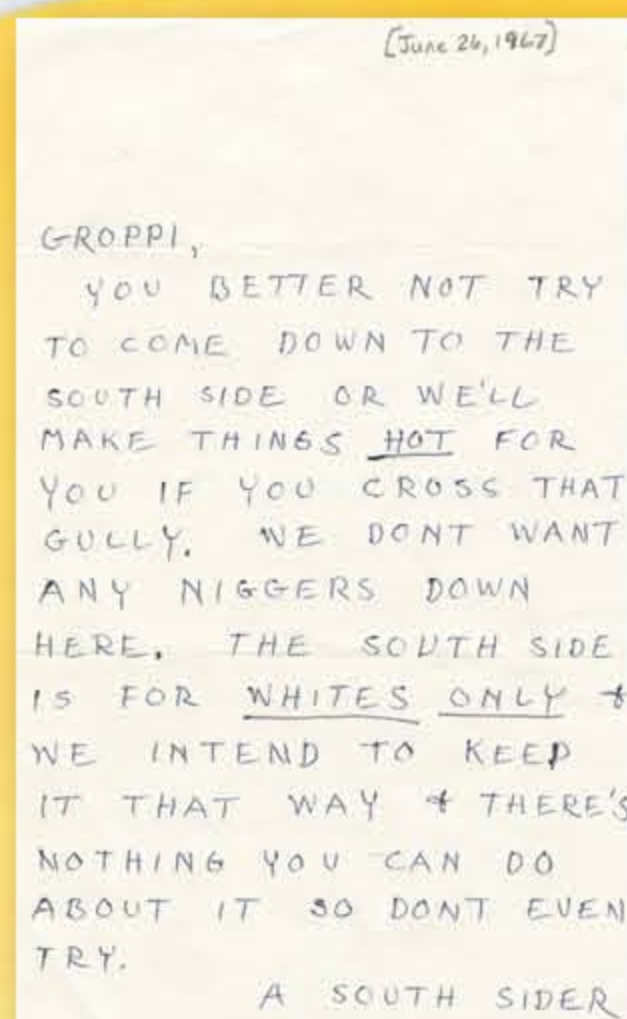 [June 26, 1967]
GROPPI,
YOU BETTER NOT TRY
TO COME DOWN TO THE
SOUTH SIDE OR WE'LL
MAKE THINGS HOT FOR
YOU IF YOU CROSS THAT
GULLY. WE DONT WANT
ANY NIGGERS DOWN
HERE. THE SOUTH SIDE
IS FOR WHITES ONLY &
WE INTEND TO KEEP
IT THAT WAY & THERE'S
NOTHING YOU CAN DO
ABOUT IT SO DONT EVEN
TRY.
A SOUTH SIDER